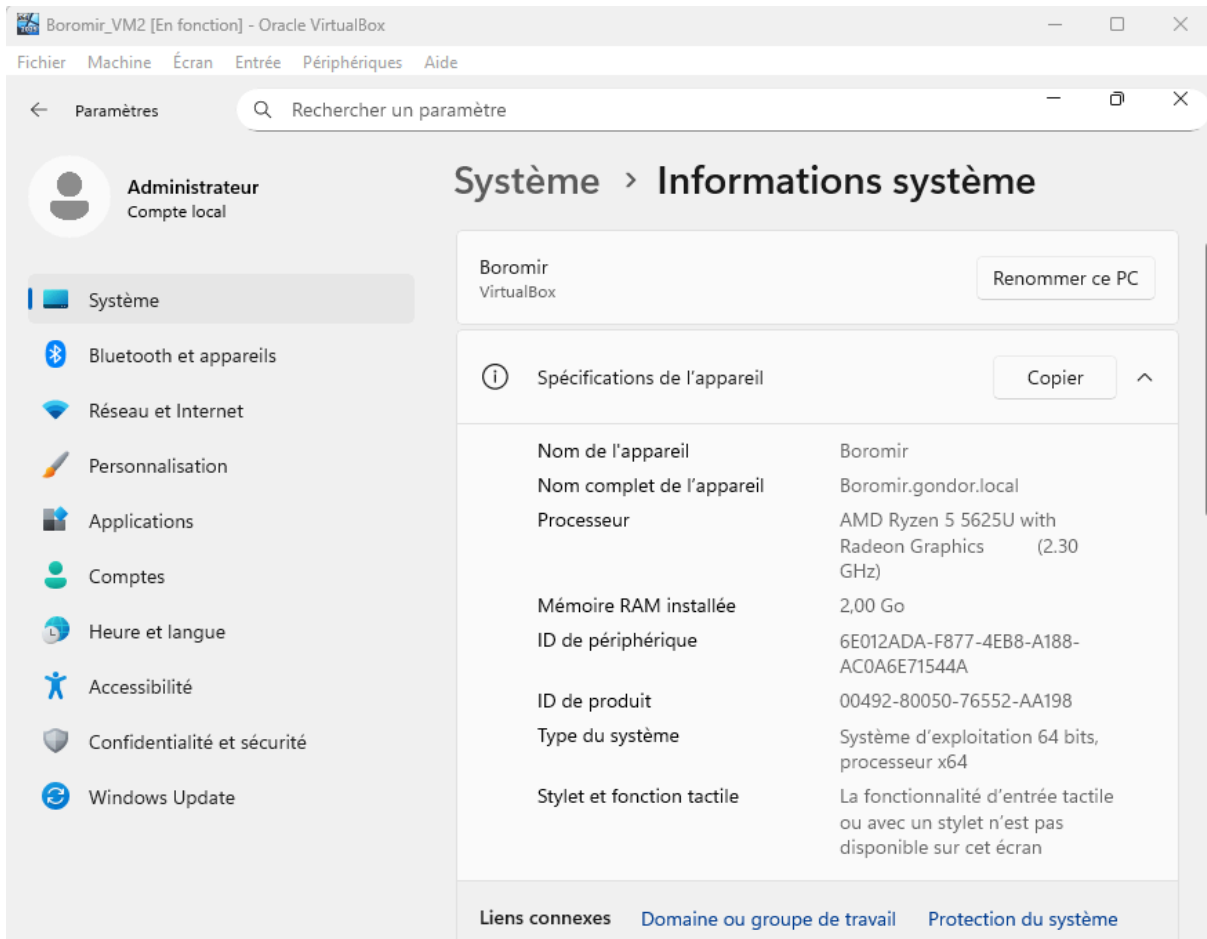 Boromir_VM2 [En fonction] - Oracle VirtualBox
Fichier Machine Écran Entrée Périphériques Aide
Paramètres
Rechercher un paramètre
Administrateur
Compte local
Système
Bluetooth et appareils
Réseau et Internet
Personnalisation
Applications
Comptes
Heure et langue
Accessibilité
Confidentialité et sécurité
Windows Update
Système > Informations système
Boromir
VirtualBox
Renommer ce PC
Spécifications de l'appareil
Copier
Nom de l'appareil Boromir
Nom complet de l'appareil Boromir.gondor.local
Processeur AMD Ryzen 5 5625U with
Radeon Graphics (2.30
GHz)
Mémoire RAM installée 2,00 Go
ID de périphérique 6E012ADA-F877-4EB8-A188-
AC0A6E71544A
ID de produit 00492-80050-76552-AA198
Type du système Système d'exploitation 64 bits,
processeur x64
Stylet et fonction tactile La fonctionnalité d'entrée tactile
ou avec un stylet n'est pas
disponible sur cet écran
Liens connexes Domaine ou groupe de travail Protection du système